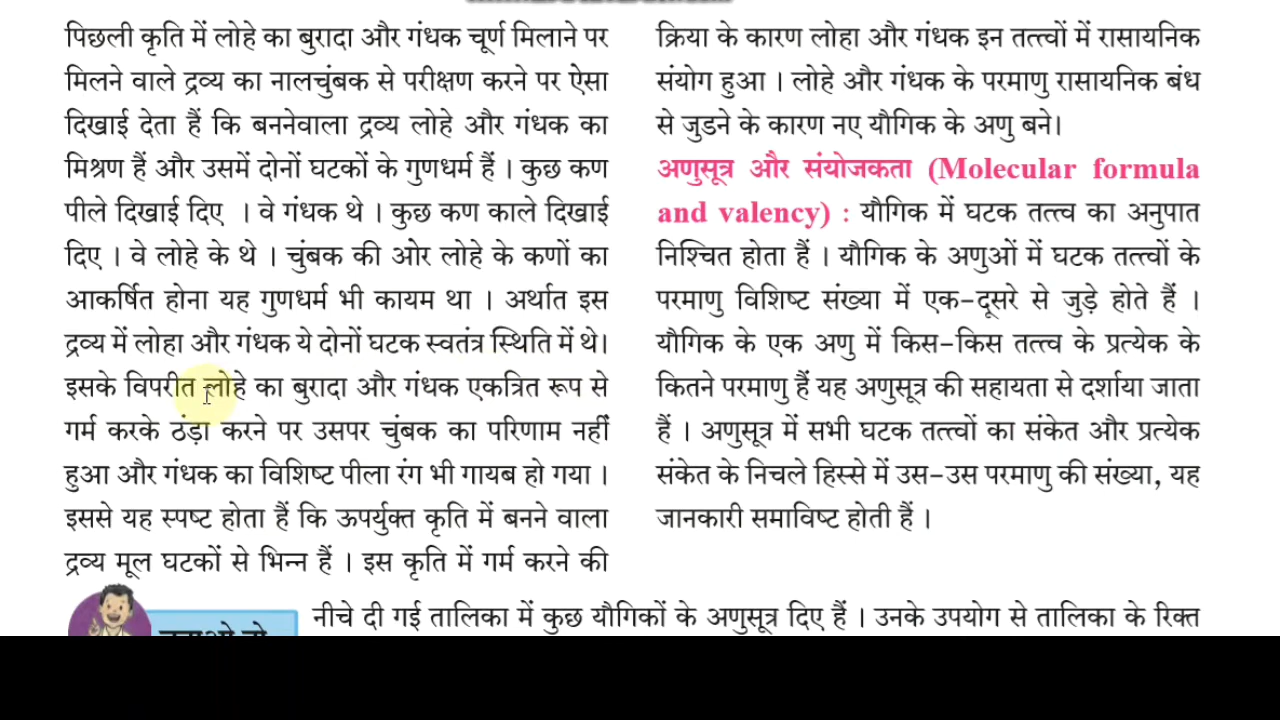 पिछली कृति में लोहे का बुरादा और गंधक चूर्ण मिलाने पर
मिलने वाले द्रव्य का नालचुंबक से परीक्षण करने पर ऐसा
दिखाई देता हैं कि बननेवाला द्रव्य लोहे और गंधक का
मिश्रण हैं और उसमें दोनों घटकों के गुणधर्म हैं । कुछ कण
पीले दिखाई दिए । वे गंधक थे । कुछ कण काले दिखाई
दिए । वे लोहे के थे । चुंबक की ओर लोहे के कणों का
आकर्षित होना यह गुणधर्म भी कायम था । अर्थात इस
द्रव्य में लोहा और गंधक ये दोनों घटक स्वतंत्र स्थिति में थे।
इसके विपरीत लोहे का बुरादा और गंधक एकत्रित रूप से
गर्म करके ठंड़ा करने पर उसपर चुंबक का परिणाम नहीं
हुआ और गंधक का विशिष्ट पीला रंग भी गायब हो गया ।
इससे यह स्पष्ट होता हैं कि ऊपर्युक्त कृति में बनने वाला
द्रव्य मूल घटकों से भिन्न हैं । इस कृति में गर्म करने की
क्रिया के कारण लोहा और गंधक इन तत्त्वों में रासायनिक
संयोग हुआ । लोहे और गंधक के परमाणु रासायनिक बंध
से जुडने के कारण नए यौगिक के अणु बने।
अणुसूत्र और संयोजकता (Molecular formula
and valency) : यौगिक में घटक तत्त्व का अनुपात
निश्चित होता हैं । यौगिक के अणुओं में घटक तत्त्वों के
परमाणु विशिष्ट संख्या में एक-दूसरे से जुड़े होते हैं ।
यौगिक के एक अणु में किस-किस तत्त्व के प्रत्येक के
कितने परमाणु हैं यह अणुसूत्र की सहायता से दर्शाया जाता
हैं । अणुसूत्र में सभी घटक तत्त्वों का संकेत और प्रत्येक
संकेत के निचले हिस्से में उस-उस परमाणु की संख्या, यह
जानकारी समाविष्ट होती हैं ।
नीचे दी गई तालिका में कुछ यौगिकों के अणुसूत्र दिए हैं । उनके उपयोग से तालिका के रिक्त